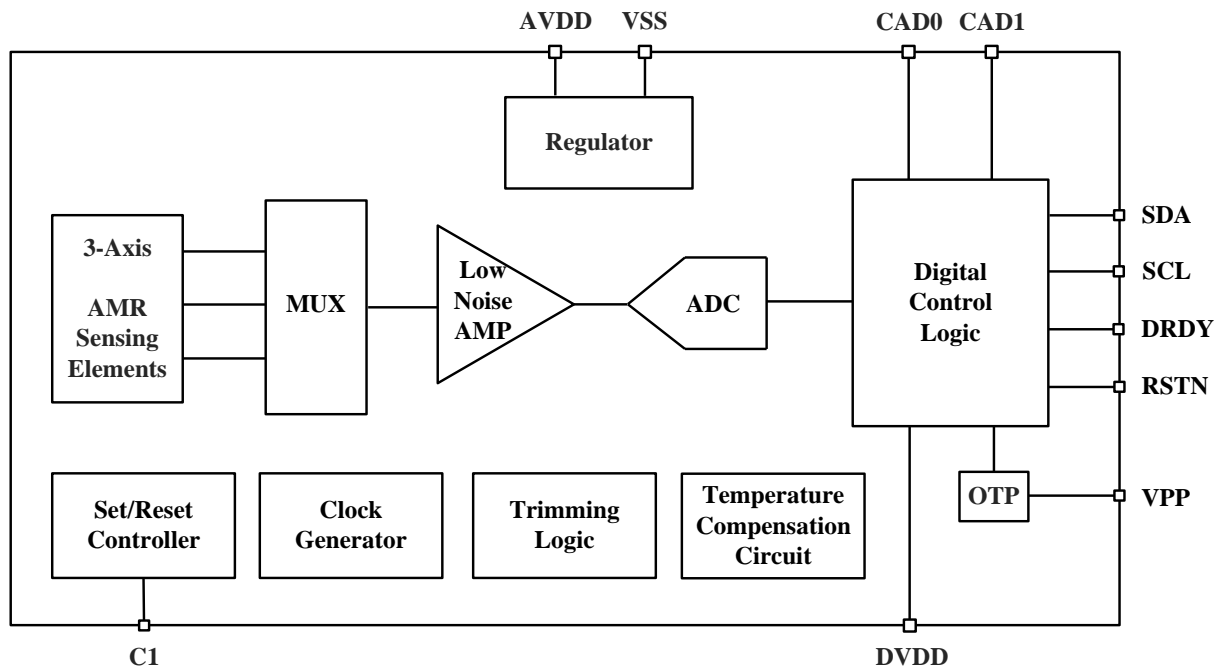 AVDD VSS CAD0 CAD1
Regulator
3-Axis
AMR
Sensing
Elements
MUX
Low
Noise
AMP
ADC
Digital
Control
Logic
SDA
SCL
DRDY
RSTN
OTP
VPP
Set/Reset
Controller
Clock
Generator
Trimming
Logic
Temperature
Compensation
Circuit
C1
DVDD